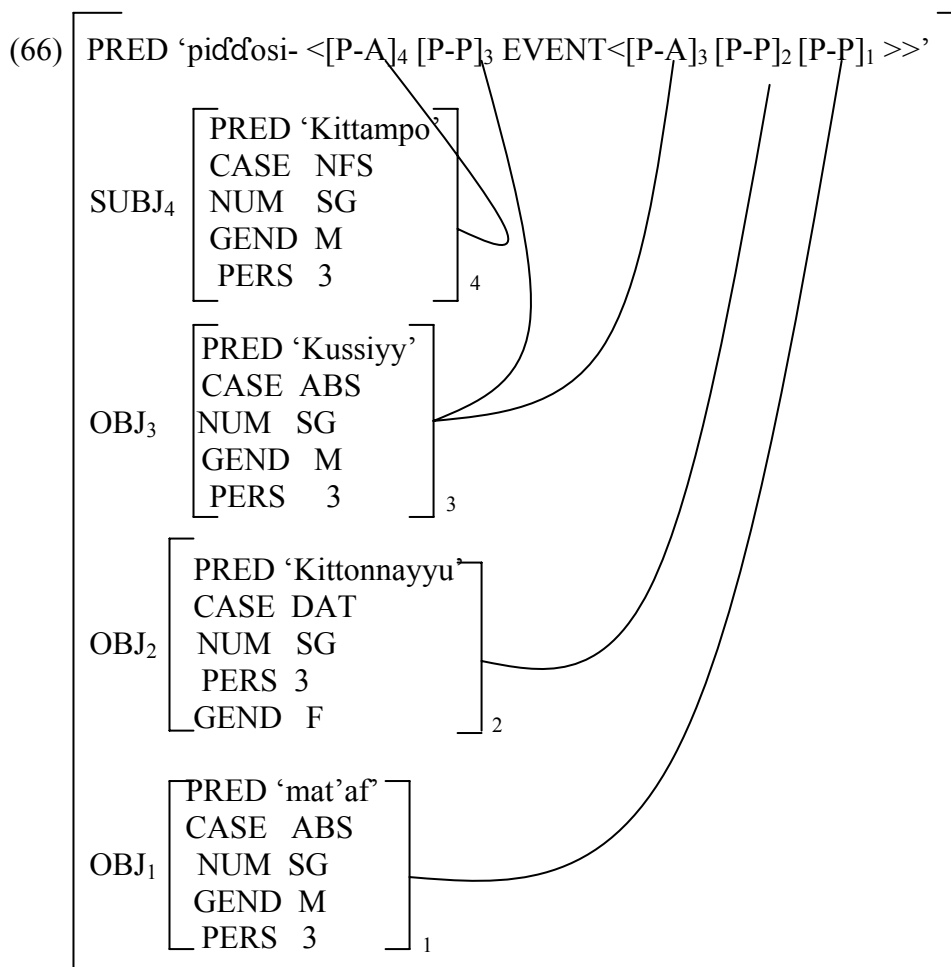 (66) PRED ‘piɗɗosi- <[P-A]₄ [P-P]₃ EVENT<[P-A]₃ [P-P]₂ [P-P]₁ >>’
PRED ‘Kittampo’
CASE NFS
SUBJ₄ NUM SG
GEND M
PERS 3
4
PRED ‘Kussiyy’
CASE ABS
OBJ₃ NUM SG
GEND M
PERS 3
3
PRED ‘Kittonnayyu’
CASE DAT
OBJ₂ NUM SG
PERS 3
GEND F
2
PRED ‘mat’af’
CASE ABS
OBJ₁ NUM SG
GEND M
PERS 3
1